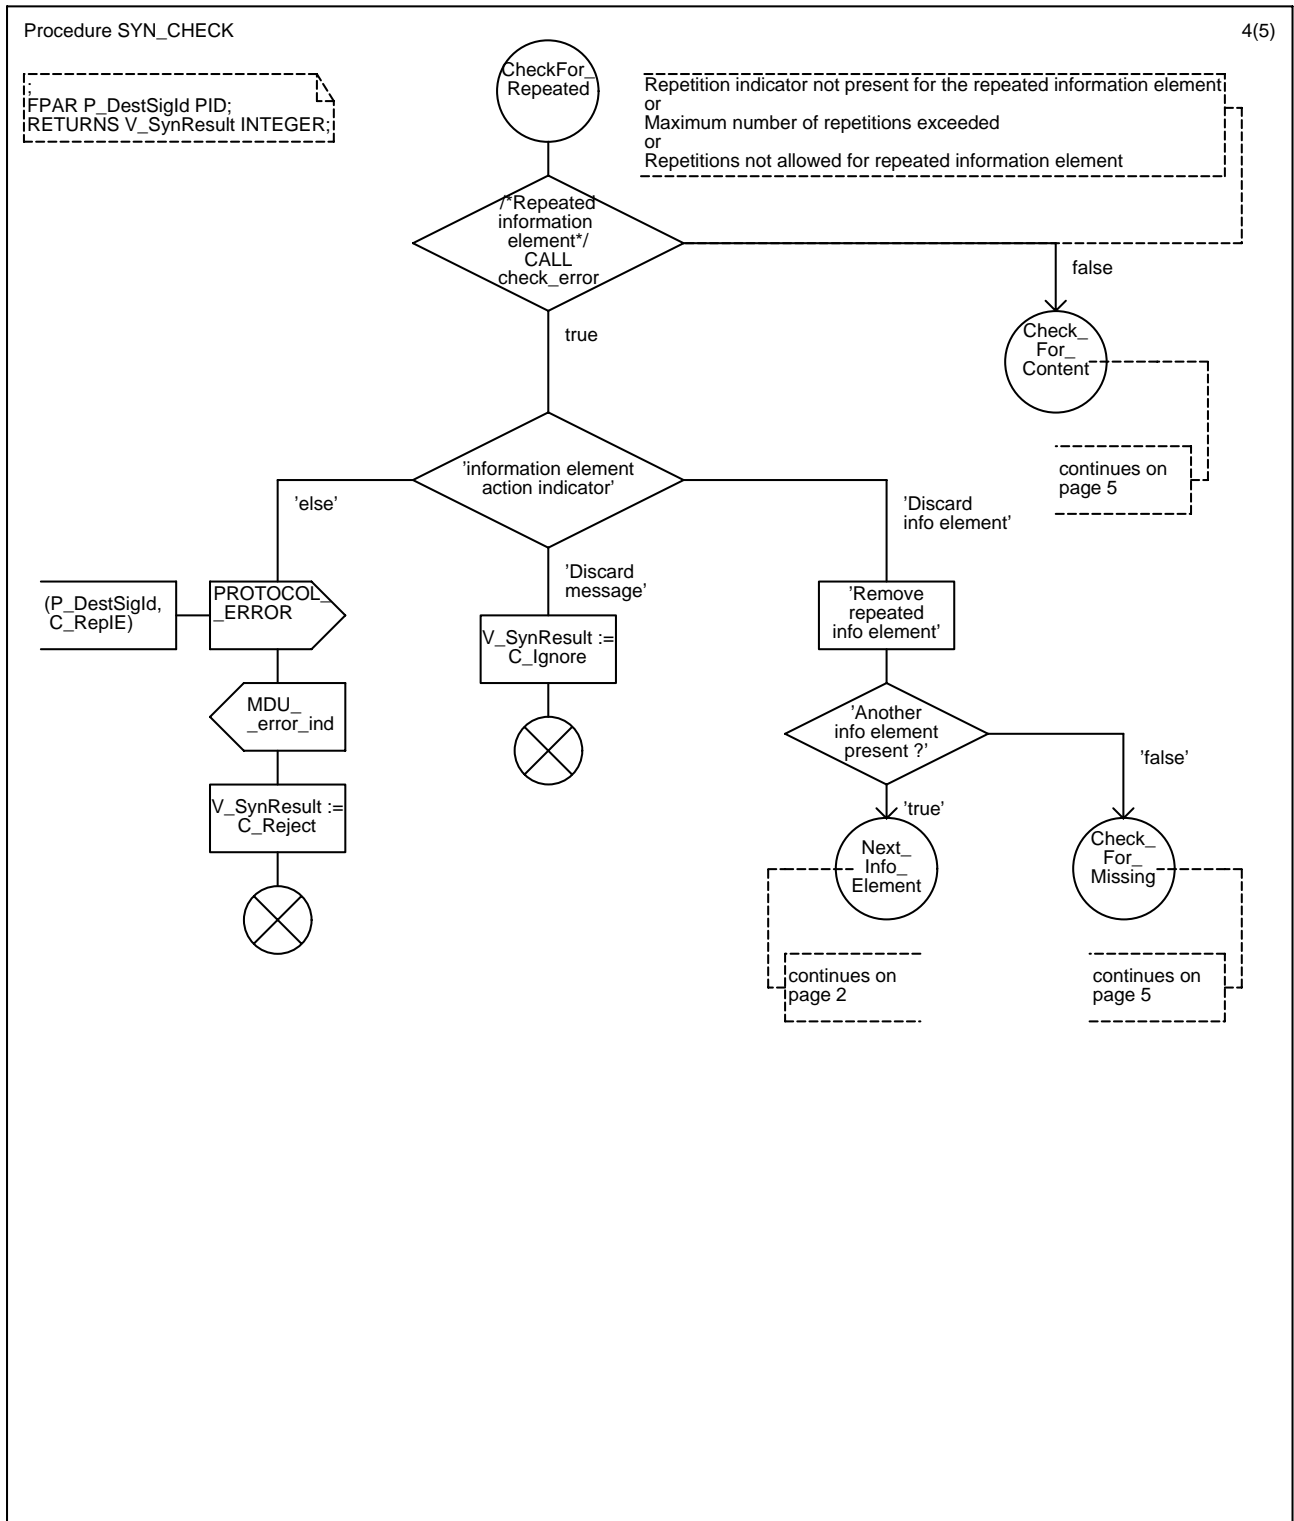 Procedure SYN_CHECK
4(5)
;
FPAR P_DestSigId PID;
RETURNS V_SynResult INTEGER;
CheckFor_
Repeated
Repetition indicator not present for the repeated information element
or
Maximum number of repetitions exceeded
or
Repetitions not allowed for repeated information element
/*Repeated
information
element*/
CALL
check_error
false
true
Check_
For_
Content
continues on
page 5
'information element
action indicator'
'else'
'Discard
info element'
'Discard
message'
(P_DestSigId,
C_RepIE)
PROTOCOL_
_ERROR
V_SynResult :=
C_Ignore
'Remove
repeated
info element'
MDU_
_error_ind
'Another
info element
present ?'
'false'
'true'
V_SynResult :=
C_Reject
Next_
Info_
Element
Check_
For_
Missing
continues on
page 2
continues on
page 5